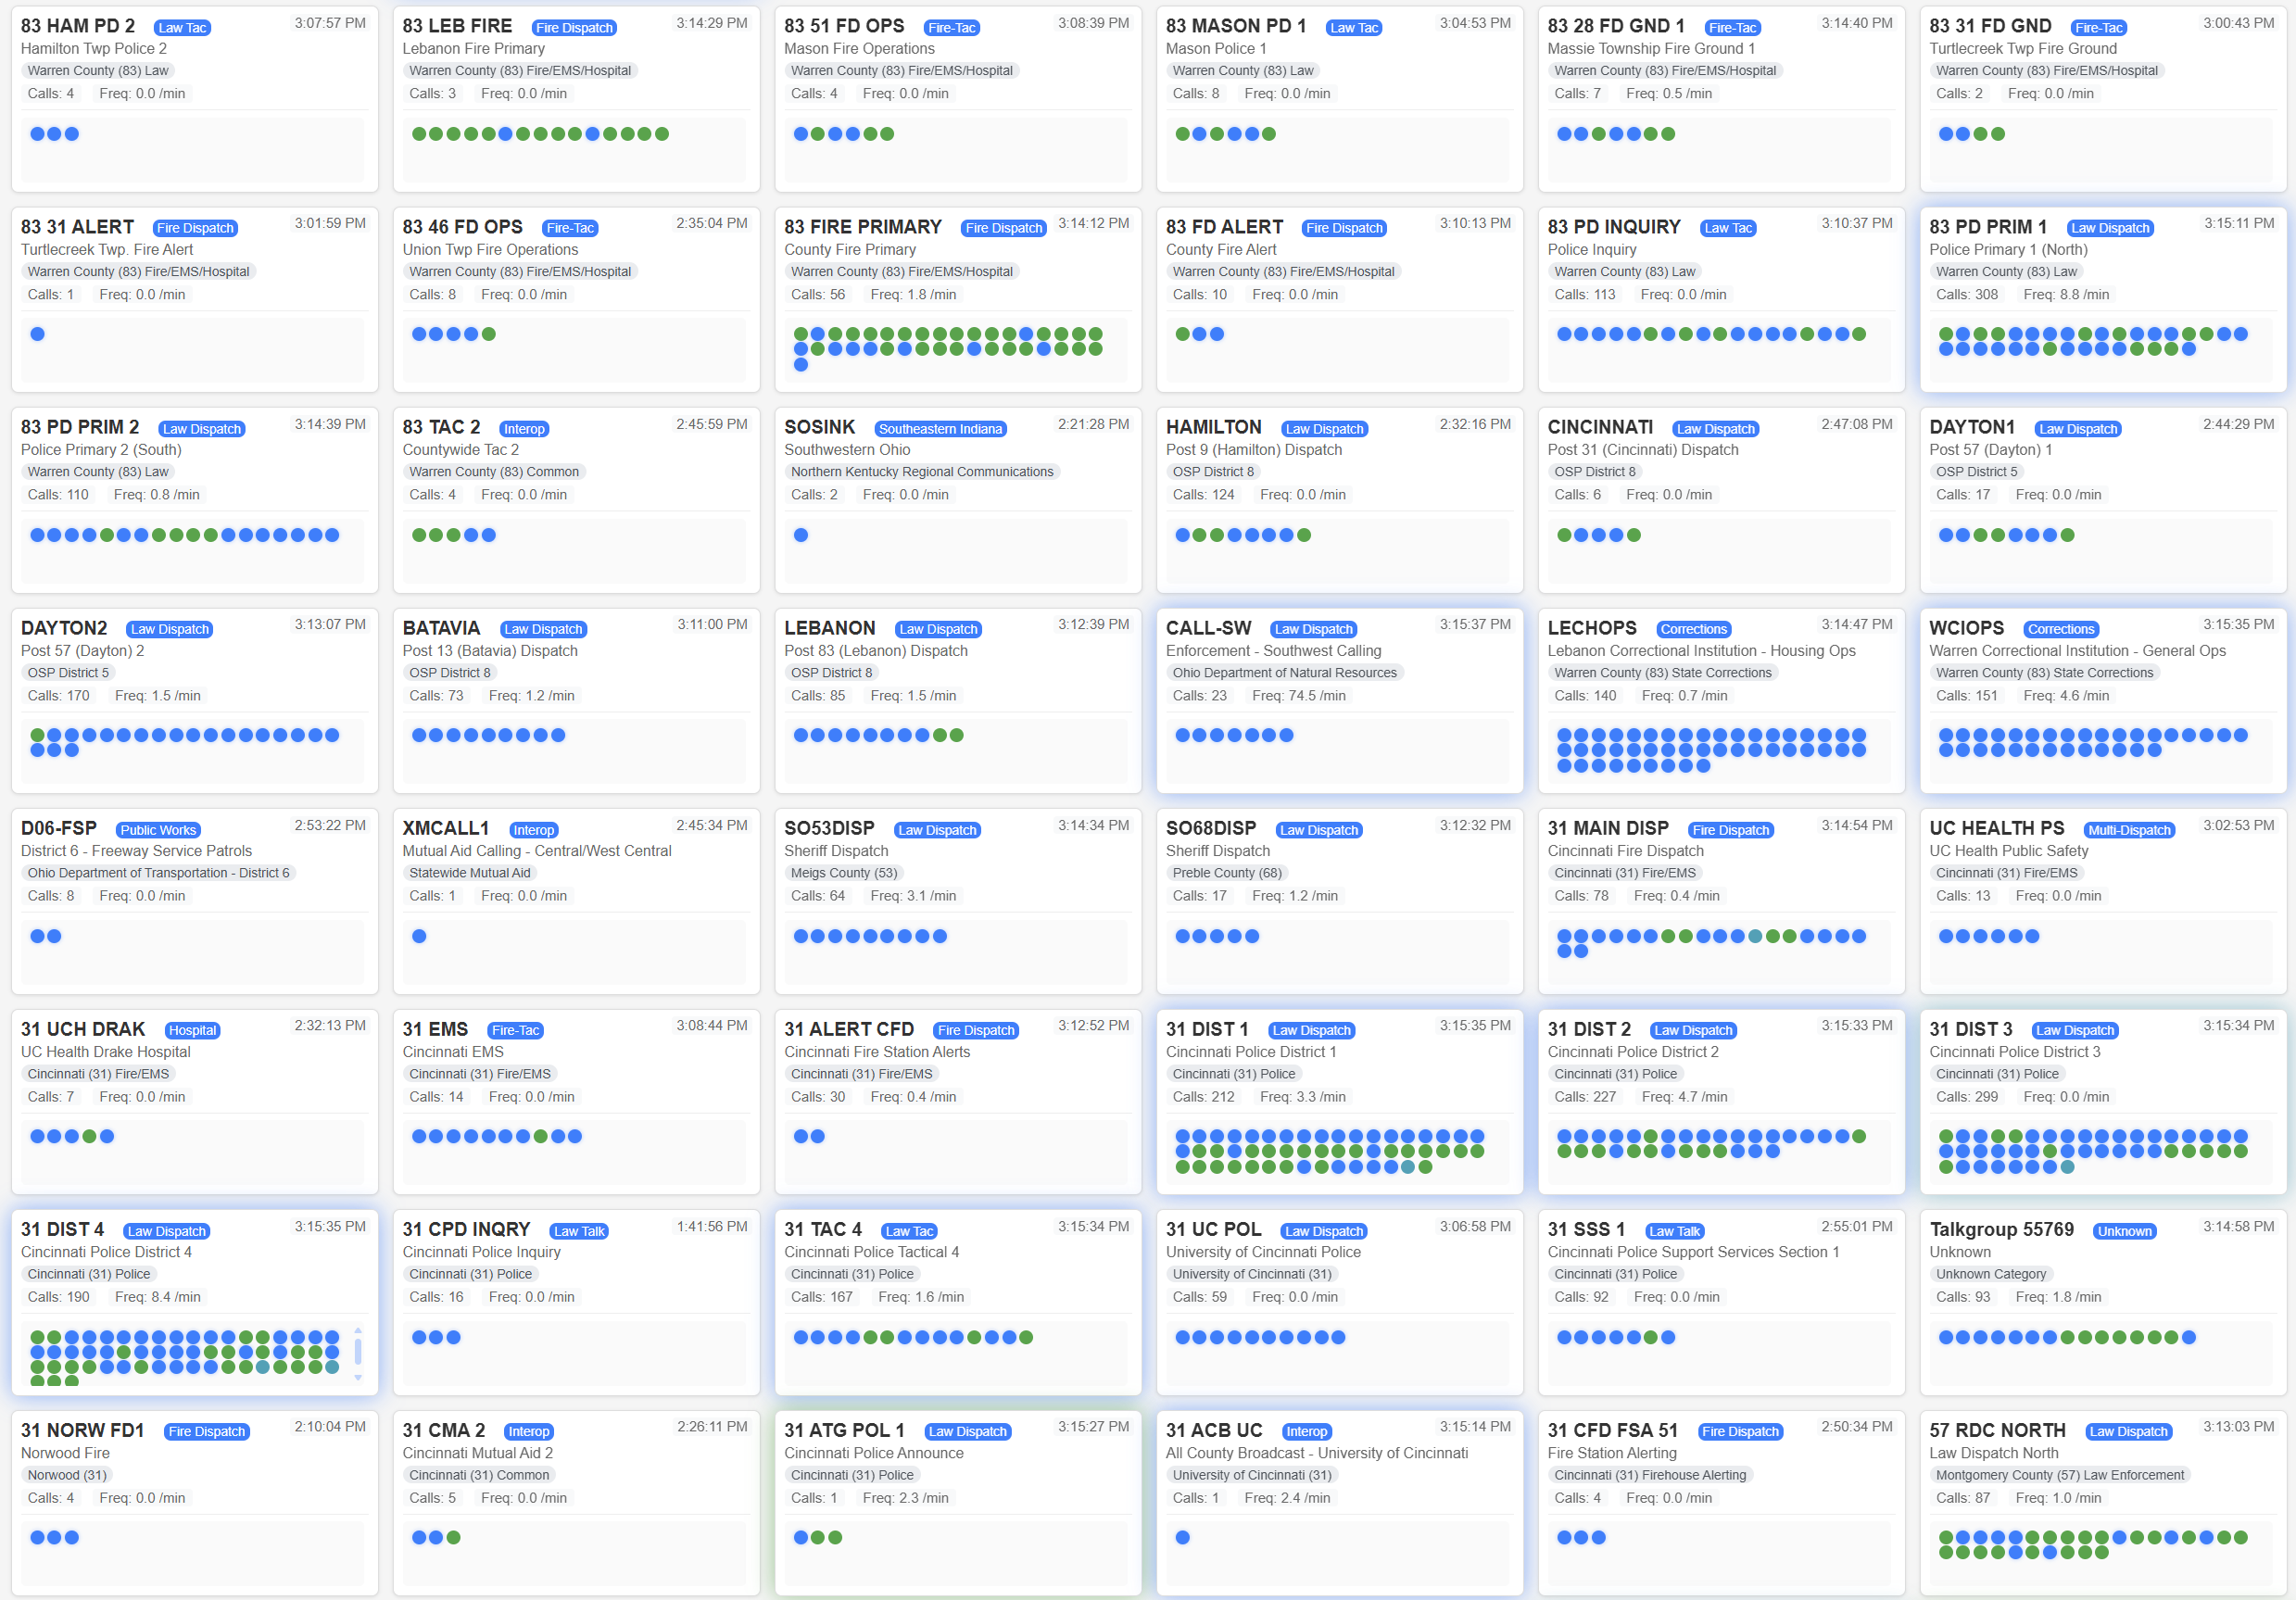 83 HAM PD 2 Law Tac 3:07:57 PM
Hamilton Twp Police 2
Warren County (83) Law
Calls: 4 Freq: 0.0 /min
83 LEB FIRE Fire Dispatch 3:14:29 PM
Lebanon Fire Primary
Warren County (83) Fire/EMS/Hospital
Calls: 3 Freq: 0.0 /min
83 51 FD OPS Fire-Tac 3:08:39 PM
Mason Fire Operations
Warren County (83) Fire/EMS/Hospital
Calls: 4 Freq: 0.0 /min
83 MASON PD 1 Law Tac 3:04:53 PM
Mason Police 1
Warren County (83) Law
Calls: 8 Freq: 0.0 /min
83 28 FD GND 1 Fire-Tac 3:14:40 PM
Massie Township Fire Ground 1
Warren County (83) Fire/EMS/Hospital
Calls: 7 Freq: 0.5 /min
83 31 FD GND Fire-Tac 3:00:43 PM
Turtlecreek Twp Fire Ground
Warren County (83) Fire/EMS/Hospital
Calls: 2 Freq: 0.0 /min
83 31 ALERT Fire Dispatch 3:01:59 PM
Turtlecreek Twp. Fire Alert
Warren County (83) Fire/EMS/Hospital
Calls: 1 Freq: 0.0 /min
83 46 FD OPS Fire-Tac 2:35:04 PM
Union Twp Fire Operations
Warren County (83) Fire/EMS/Hospital
Calls: 8 Freq: 0.0 /min
83 FIRE PRIMARY Fire Dispatch 3:14:12 PM
County Fire Primary
Warren County (83) Fire/EMS/Hospital
Calls: 56 Freq: 1.8 /min
83 FD ALERT Fire Dispatch 3:10:13 PM
County Fire Alert
Warren County (83) Fire/EMS/Hospital
Calls: 10 Freq: 0.0 /min
83 PD INQUIRY Law Tac 3:10:37 PM
Police Inquiry
Warren County (83) Law
Calls: 113 Freq: 0.0 /min
83 PD PRIM 1 Law Dispatch 3:15:11 PM
Police Primary 1 (North)
Warren County (83) Law
Calls: 308 Freq: 8.8 /min
83 PD PRIM 2 Law Dispatch 3:14:39 PM
Police Primary 2 (South)
Warren County (83) Law
Calls: 110 Freq: 0.8 /min
83 TAC 2 Interop 2:45:59 PM
Countywide Tac 2
Warren County (83) Common
Calls: 4 Freq: 0.0 /min
SOSINK Southeastern Indiana 2:21:28 PM
Southwestern Ohio
Northern Kentucky Regional Communications
Calls: 2 Freq: 0.0 /min
HAMILTON Law Dispatch 2:32:16 PM
Post 9 (Hamilton) Dispatch
OSP District 8
Calls: 124 Freq: 0.0 /min
CINCINNATI Law Dispatch 2:47:08 PM
Post 31 (Cincinnati) Dispatch
OSP District 8
Calls: 6 Freq: 0.0 /min
DAYTON1 Law Dispatch 2:44:29 PM
Post 57 (Dayton) 1
OSP District 5
Calls: 17 Freq: 0.0 /min
DAYTON2 Law Dispatch 3:13:07 PM
Post 57 (Dayton) 2
OSP District 5
Calls: 170 Freq: 1.5 /min
BATAVIA Law Dispatch 3:11:00 PM
Post 13 (Batavia) Dispatch
OSP District 8
Calls: 73 Freq: 1.2 /min
LEBANON Law Dispatch 3:12:39 PM
Post 83 (Lebanon) Dispatch
OSP District 8
Calls: 85 Freq: 1.5 /min
CALL-SW Law Dispatch 3:15:37 PM
Enforcement - Southwest Calling
Ohio Department of Natural Resources
Calls: 23 Freq: 74.5 /min
LECHOPS Corrections 3:14:47 PM
Lebanon Correctional Institution - Housing Ops
Warren County (83) State Corrections
Calls: 140 Freq: 0.7 /min
WCIOPS Corrections 3:15:35 PM
Warren Correctional Institution - General Ops
Warren County (83) State Corrections
Calls: 151 Freq: 4.6 /min
D06-FSP Public Works 2:53:22 PM
District 6 - Freeway Service Patrols
Ohio Department of Transportation - District 6
Calls: 8 Freq: 0.0 /min
XMCALL1 Interop 2:45:34 PM
Mutual Aid Calling - Central/West Central
Statewide Mutual Aid
Calls: 1 Freq: 0.0 /min
SO53DISP Law Dispatch 3:14:34 PM
Sheriff Dispatch
Meigs County (53)
Calls: 64 Freq: 3.1 /min
SO68DISP Law Dispatch 3:12:32 PM
Sheriff Dispatch
Preble County (68)
Calls: 17 Freq: 1.2 /min
31 MAIN DISP Fire Dispatch 3:14:54 PM
Cincinnati Fire Dispatch
Cincinnati (31) Fire/EMS
Calls: 78 Freq: 0.4 /min
UC HEALTH PS Multi-Dispatch 3:02:53 PM
UC Health Public Safety
Cincinnati (31) Fire/EMS
Calls: 13 Freq: 0.0 /min
31 UCH DRAK Hospital 2:32:13 PM
UC Health Drake Hospital
Cincinnati (31) Fire/EMS
Calls: 7 Freq: 0.0 /min
31 EMS Fire-Tac 3:08:44 PM
Cincinnati EMS
Cincinnati (31) Fire/EMS
Calls: 14 Freq: 0.0 /min
31 ALERT CFD Fire Dispatch 3:12:52 PM
Cincinnati Fire Station Alerts
Cincinnati (31) Fire/EMS
Calls: 30 Freq: 0.4 /min
31 DIST 1 Law Dispatch 3:15:35 PM
Cincinnati Police District 1
Cincinnati (31) Police
Calls: 212 Freq: 3.3 /min
31 DIST 2 Law Dispatch 3:15:33 PM
Cincinnati Police District 2
Cincinnati (31) Police
Calls: 227 Freq: 4.7 /min
31 DIST 3 Law Dispatch 3:15:34 PM
Cincinnati Police District 3
Cincinnati (31) Police
Calls: 299 Freq: 0.0 /min
31 DIST 4 Law Dispatch 3:15:35 PM
Cincinnati Police District 4
Cincinnati (31) Police
Calls: 190 Freq: 8.4 /min
31 CPD INQRY Law Talk 1:41:56 PM
Cincinnati Police Inquiry
Cincinnati (31) Police
Calls: 16 Freq: 0.0 /min
31 TAC 4 Law Tac 3:15:34 PM
Cincinnati Police Tactical 4
Cincinnati (31) Police
Calls: 167 Freq: 1.6 /min
31 UC POL Law Dispatch 3:06:58 PM
University of Cincinnati Police
University of Cincinnati (31)
Calls: 59 Freq: 0.0 /min
31 SSS 1 Law Talk 2:55:01 PM
Cincinnati Police Support Services Section 1
Cincinnati (31) Police
Calls: 92 Freq: 0.0 /min
Talkgroup 55769 Unknown 3:14:58 PM
Unknown
Unknown Category
Calls: 93 Freq: 1.8 /min
31 NORW FD1 Fire Dispatch 2:10:04 PM
Norwood Fire
Norwood (31)
Calls: 4 Freq: 0.0 /min
31 CMA 2 Interop 2:26:11 PM
Cincinnati Mutual Aid 2
Cincinnati (31) Common
Calls: 5 Freq: 0.0 /min
31 ATG POL 1 Law Dispatch 3:15:27 PM
Cincinnati Police Announce
Cincinnati (31) Police
Calls: 1 Freq: 2.3 /min
31 ACB UC Interop 3:15:14 PM
All County Broadcast - University of Cincinnati
University of Cincinnati (31)
Calls: 1 Freq: 2.4 /min
31 CFD FSA 51 Fire Dispatch 2:50:34 PM
Fire Station Alerting
Cincinnati (31) Firehouse Alerting
Calls: 4 Freq: 0.0 /min
57 RDC NORTH Law Dispatch 3:13:03 PM
Law Dispatch North
Montgomery County (57) Law Enforcement
Calls: 87 Freq: 1.0 /min